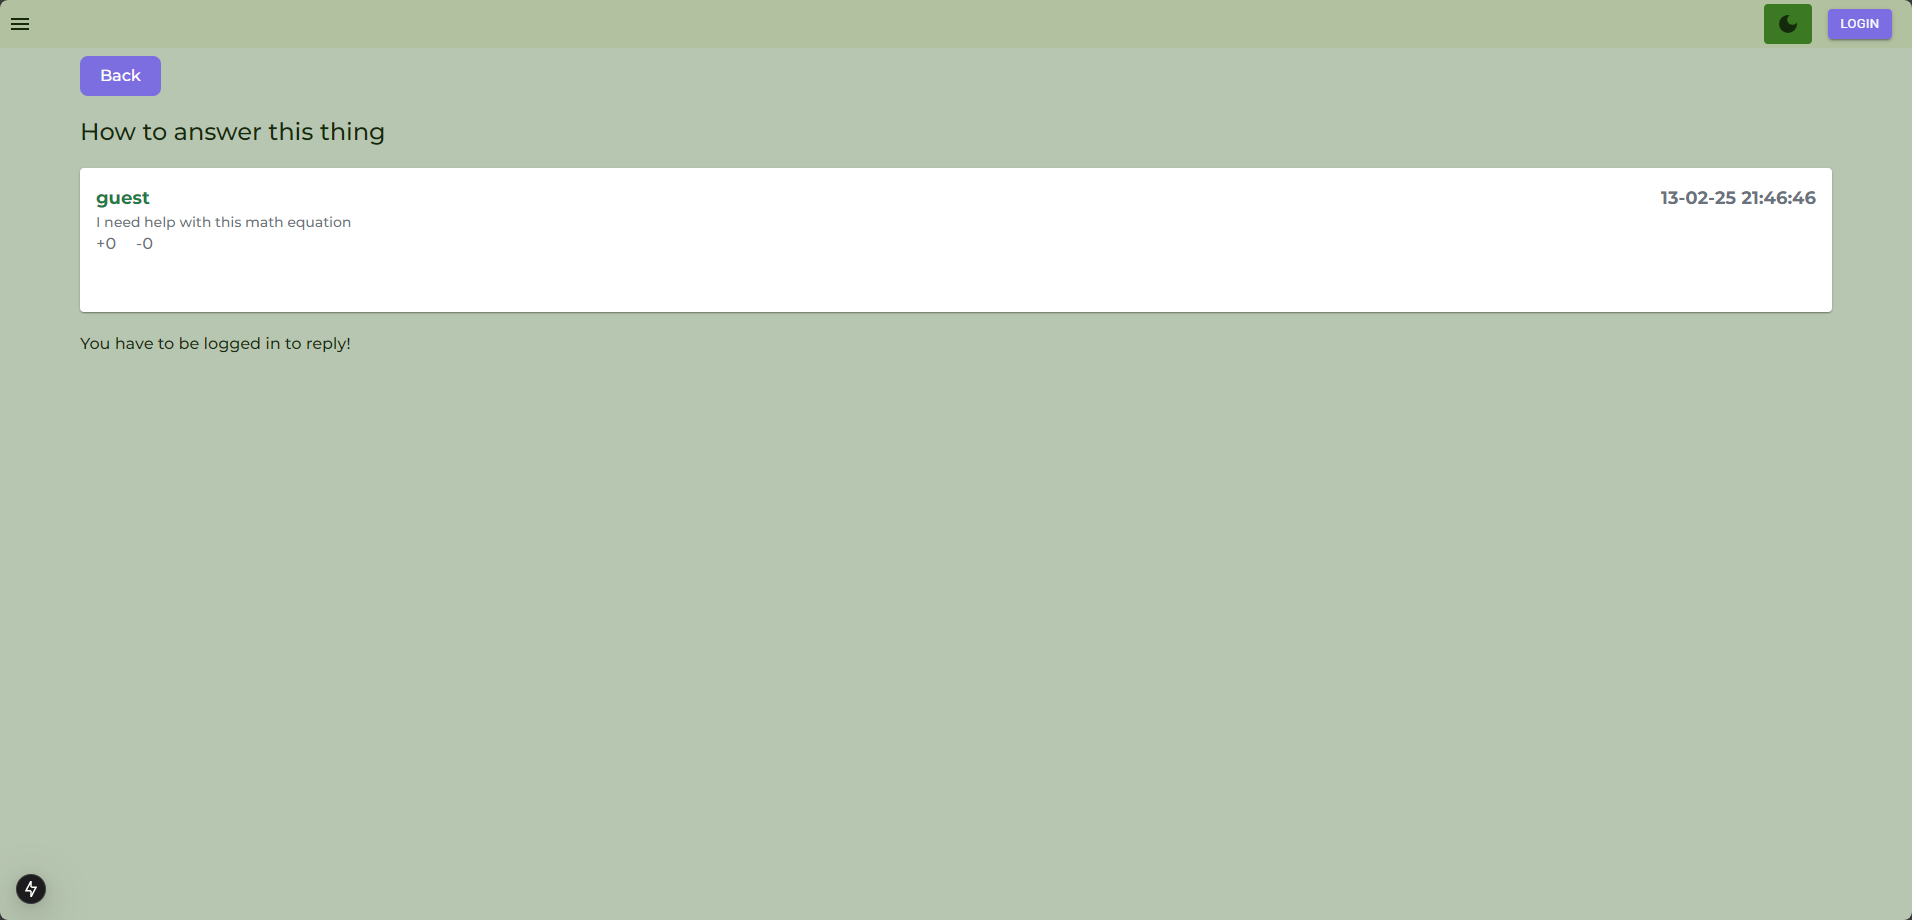 LOGIN
Back
How to answer this thing
guest
13-02-25 21:46:46
I need help with this math equation
+0 -0
You have to be logged in to reply!